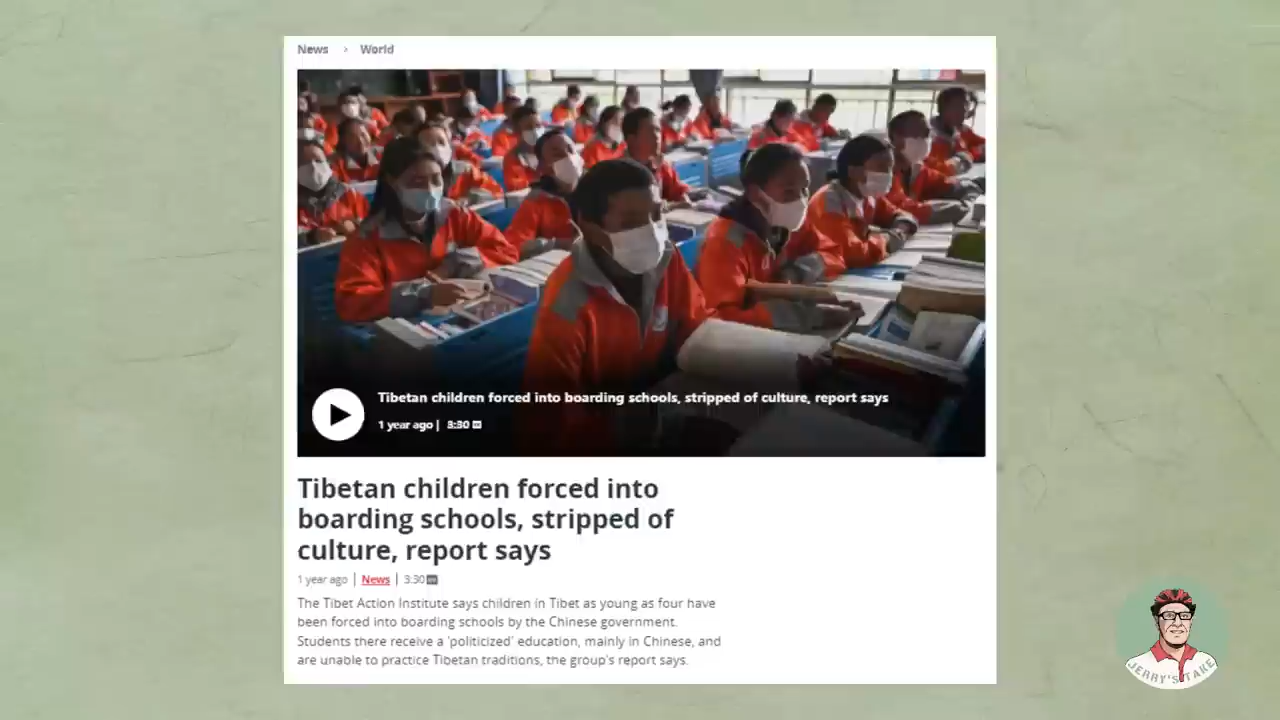 News > World
Tibetan children forced into boarding schools, stripped of culture, report says
1 year ago | 3:30
Tibetan children forced into
boarding schools, stripped of
culture, report says
1 year ago | News | 3:30
The Tibet Action Institute says children in Tibet as young as four have
been forced into boarding schools by the Chinese government.
Students there receive a 'politicized' education, mainly in Chinese, and
are unable to practice Tibetan traditions, the group's report says.
JERRY'S TAKE